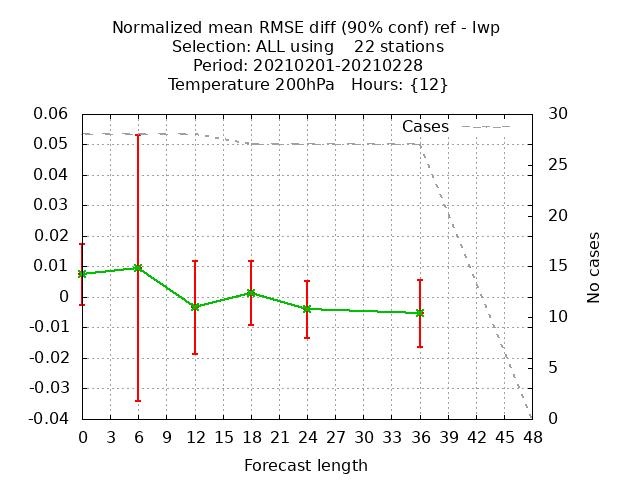 Normalized mean RMSE diff (90% conf) ref - lwp
Selection: ALL using    22 stations
Period: 20210201-20210228
Temperature 200hPa   Hours: {12}
Cases
0.06
0.05
0.04
0.03
0.02
0.01
0
-0.01
-0.02
-0.03
-0.04
30
25
20
15
10
5
0
No cases
0 3 6 9 12 15 18 21 24 27 30 33 36 39 42 45 48
Forecast length